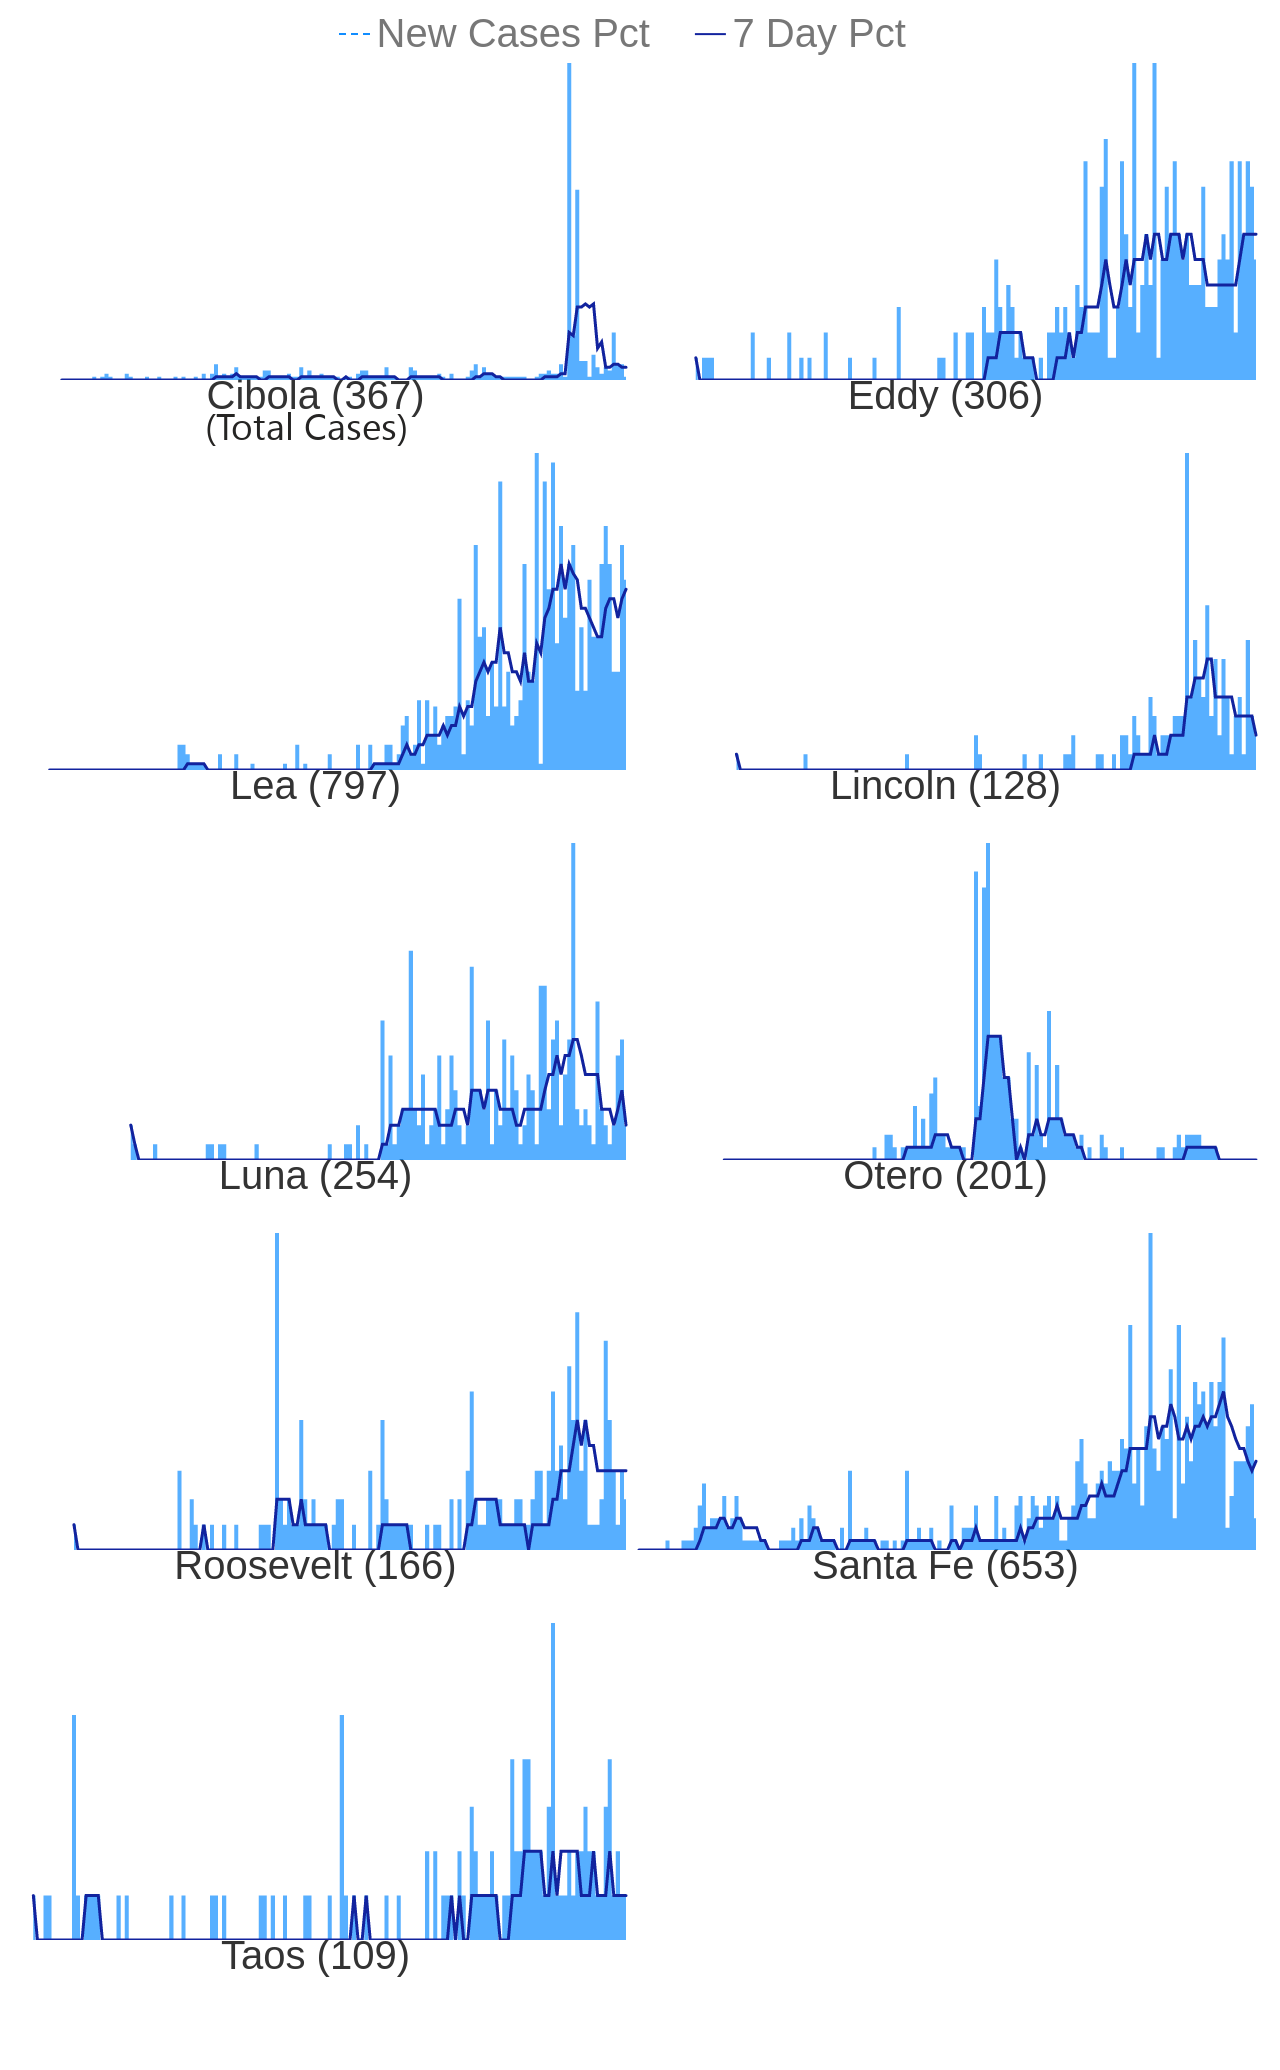 New Cases Pct 7 Day Pct
Cibola (367) Eddy (306)
(Total Cases)
Lea (797) Lincoln (128)
Luna (254) Otero (201)
Roosevelt (166) Santa Fe (653)
Taos (109)